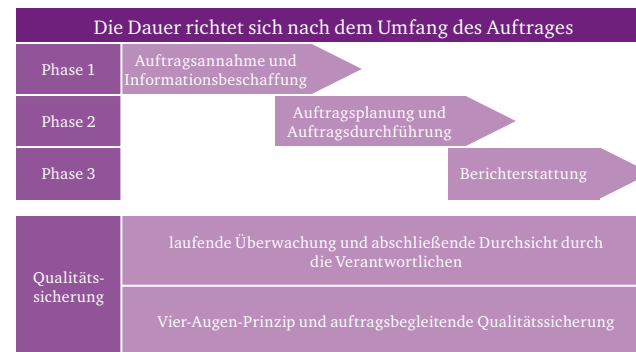 Die Dauer richtet sich nach dem Umfang des Auftrages
Phase 1
Auftragsannahme und
Informationsbeschaffung
Phase 2
Auftragsplanung und
Auftragsdurchführung
Phase 3
Berichterstattung
Qualitäts-
sicherung
laufende Überwachung und abschließende Durchsicht durch
die Verantwortlichen
Vier-Augen-Prinzip und auftragsbegleitende Qualitätssicherung